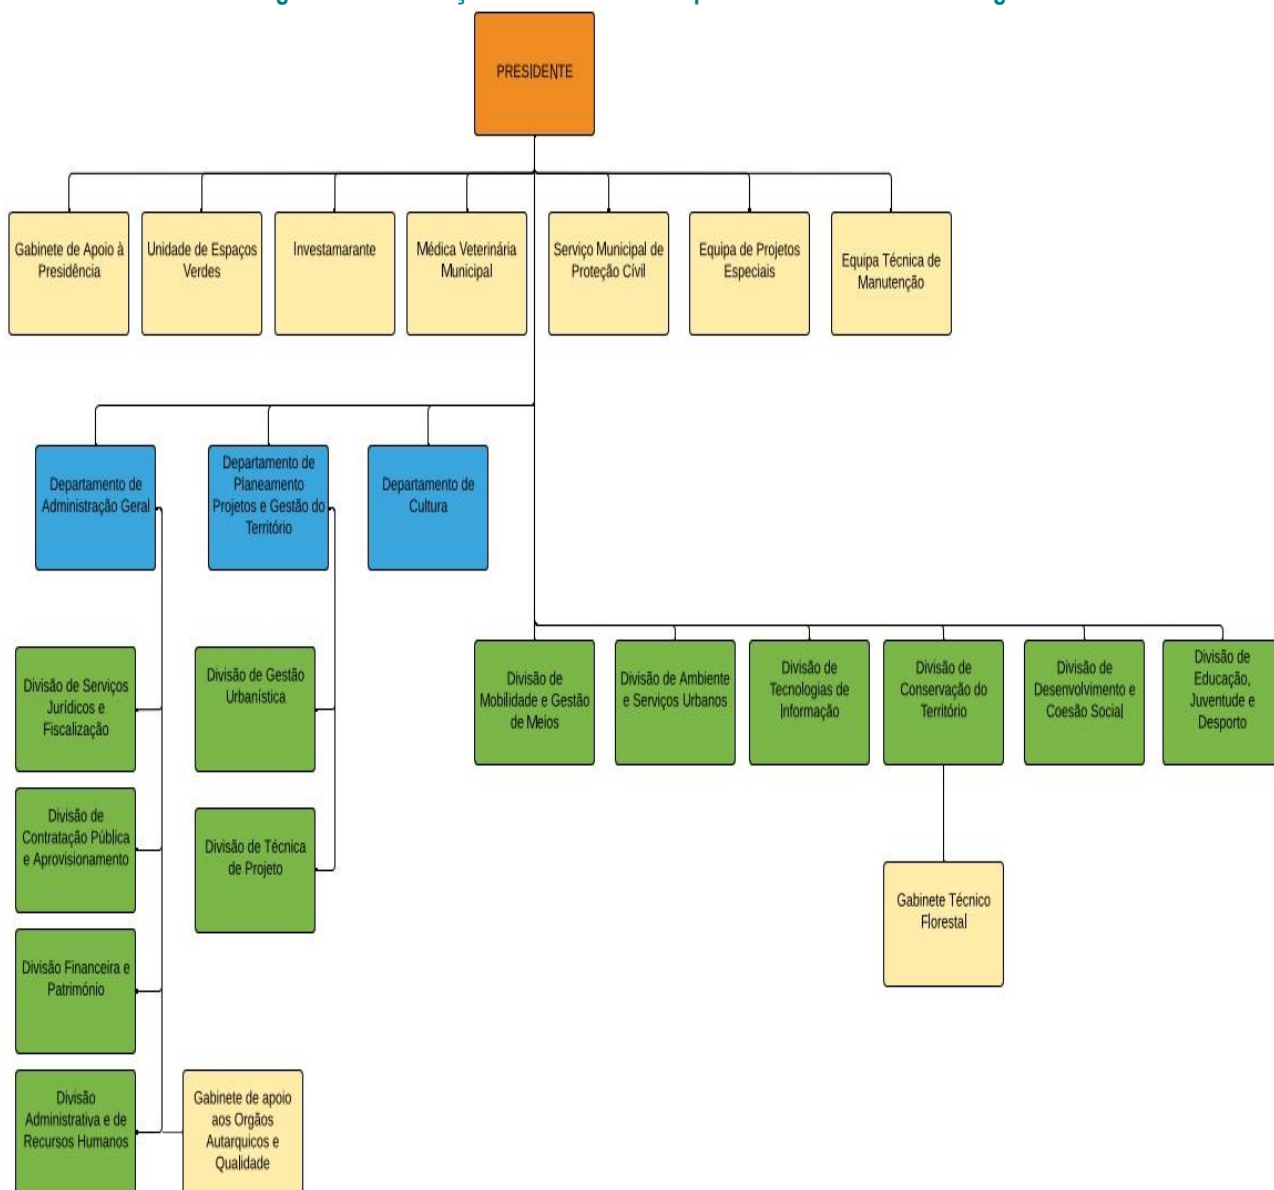 PRESIDENTE
Gabinete de Apoio à
Presidência
Unidade de Espaços
Verdes
Investamarante
Médica Veterinária
Municipal
Serviço Municipal de
Proteção Cívil
Equipa de Projetos
Especiais
Equipa Técnica de
Manutenção
Departamento de
Administração Geral
Departamento de
Planeamento
Projetos e Gestão do
Território
Departamento de
Cultura
Divisão de Serviços
Jurídicos e
Fiscalização
Divisão de
Contratação Pública
e Aprovisionamento
Divisão Financeira e
Património
Divisão
Administrativa e de
Recursos Humanos
Gabinete de apoio
aos Orgãos
Autarquicos e
Qualidade
Divisão de Gestão
Urbanística
Divisão de Técnica
de Projeto
Divisão de
Mobilidade e Gestão
de Meios
Divisão de Ambiente
e Serviços Urbanos
Divisão de
Tecnologias de
Informação
Divisão de
Conservação do
Território
Divisão de
Desenvolvimento e
Coesão Social
Divisão de
Educação,
Juventude e
Desporto
Gabinete Técnico
Florestal